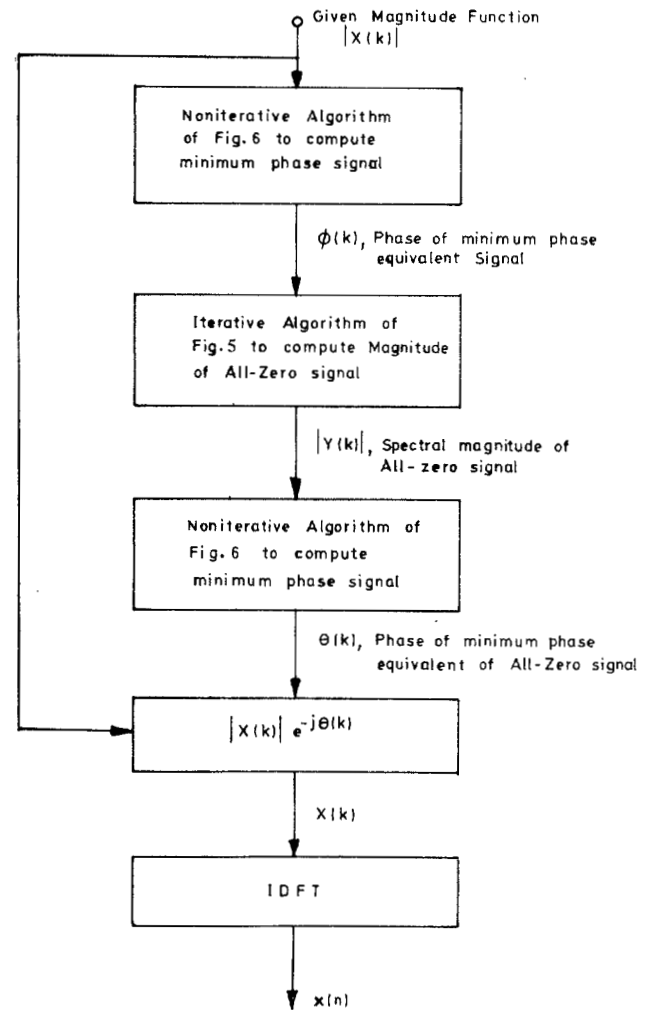 Given Magnitude Function
|X(k)|
Noniterative Algorithm
of Fig. 6 to compute
minimum phase signal
ϕ(k), Phase of minimum phase
equivalent Signal
Iterative Algorithm of
Fig. 5 to compute Magnitude
of All-Zero signal
|Y(k)|, Spectral magnitude of
All-zero signal
Noniterative Algorithm of
Fig. 6 to compute
minimum phase signal
θ(k), Phase of minimum phase
equivalent of All-Zero signal
|X(k)| e^-jθ(k)
X(k)
IDFT
x(n)